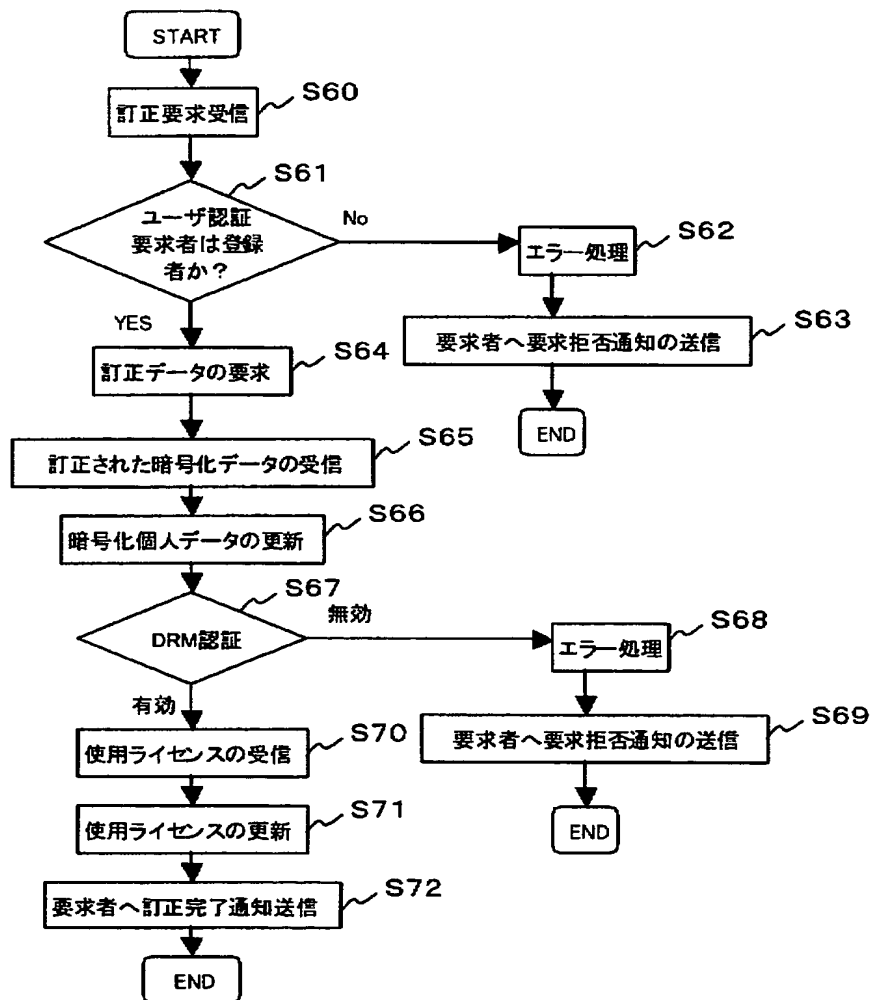 START
訂正要求受信
S60
ユーザ認証
要求者は登録
者か？
S61
No
エラー処理
S62
要求者へ要求拒否通知の送信
S63
END
YES
訂正データの要求
S64
訂正された暗号化データの受信
S65
暗号化個人データの更新
S66
DRM認証
S67
無効
エラー処理
S68
要求者へ要求拒否通知の送信
S69
END
有効
使用ライセンスの受信
S70
使用ライセンスの更新
S71
要求者へ訂正完了通知送信
S72
END